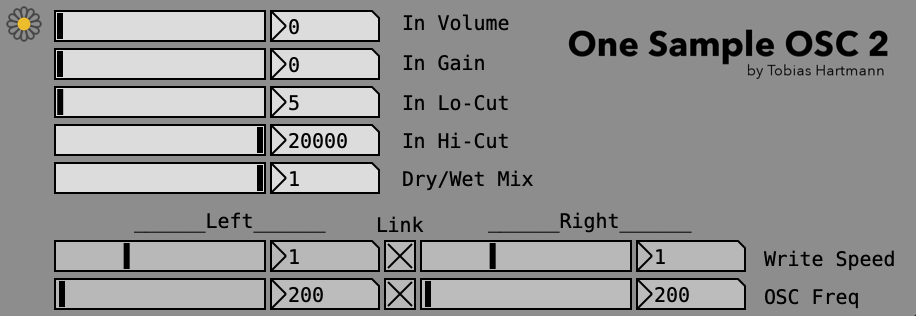 0 In Volume
One Sample OSC 2
by Tobias Hartmann
0 In Gain
5 In Lo-Cut
20000 In Hi-Cut
1 Dry/Wet Mix
______Left______ Link ______Right______
1 1 Write Speed
200 200 OSC Freq